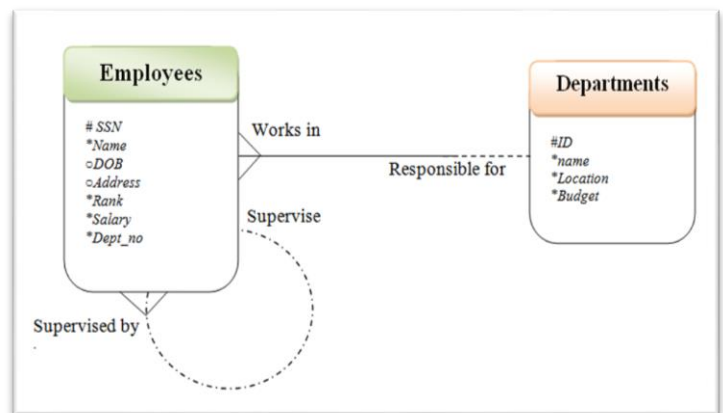 Employees
# SSN
*Name
○DOB
○Address
*Rank
*Salary
*Dept_no
Works in
Responsible for
Departments
#ID
*name
*Location
*Budget
Supervise
Supervised by